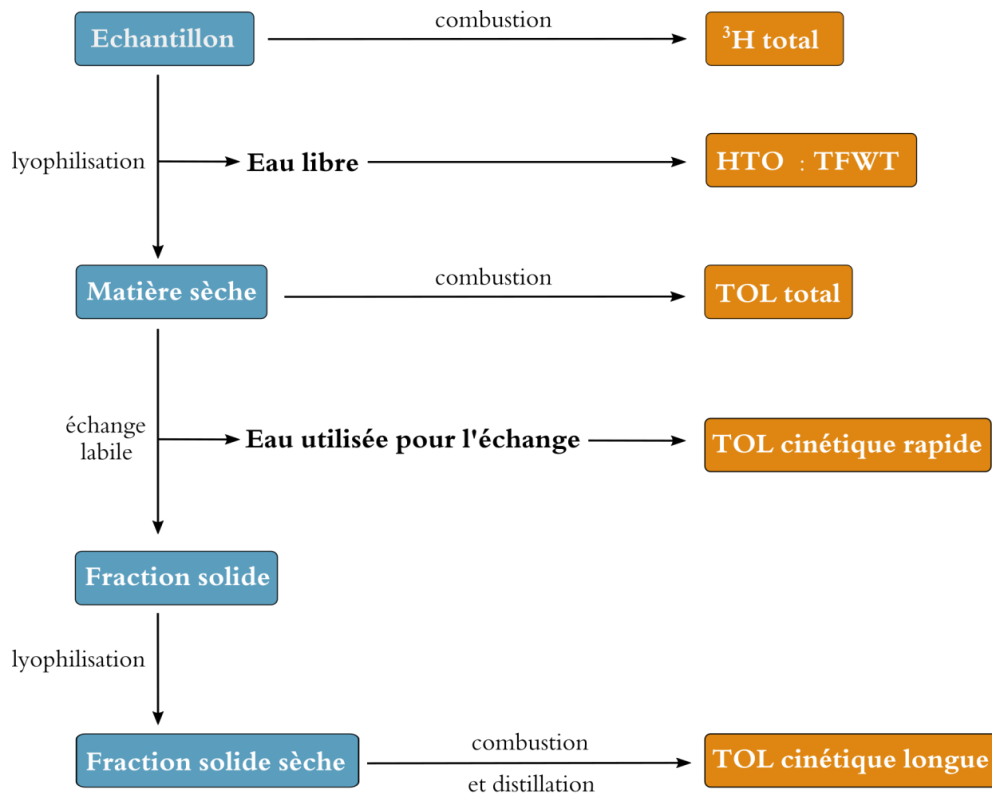 combustion
Echantillon
³H total
lyophilisation
Eau libre
HTO : TFWT
combustion
Matière sèche
TOL total
échange
labile
Eau utilisée pour l'échange
TOL cinétique rapide
Fraction solide
lyophilisation
combustion
Fraction solide sèche
TOL cinétique longue
et distillation